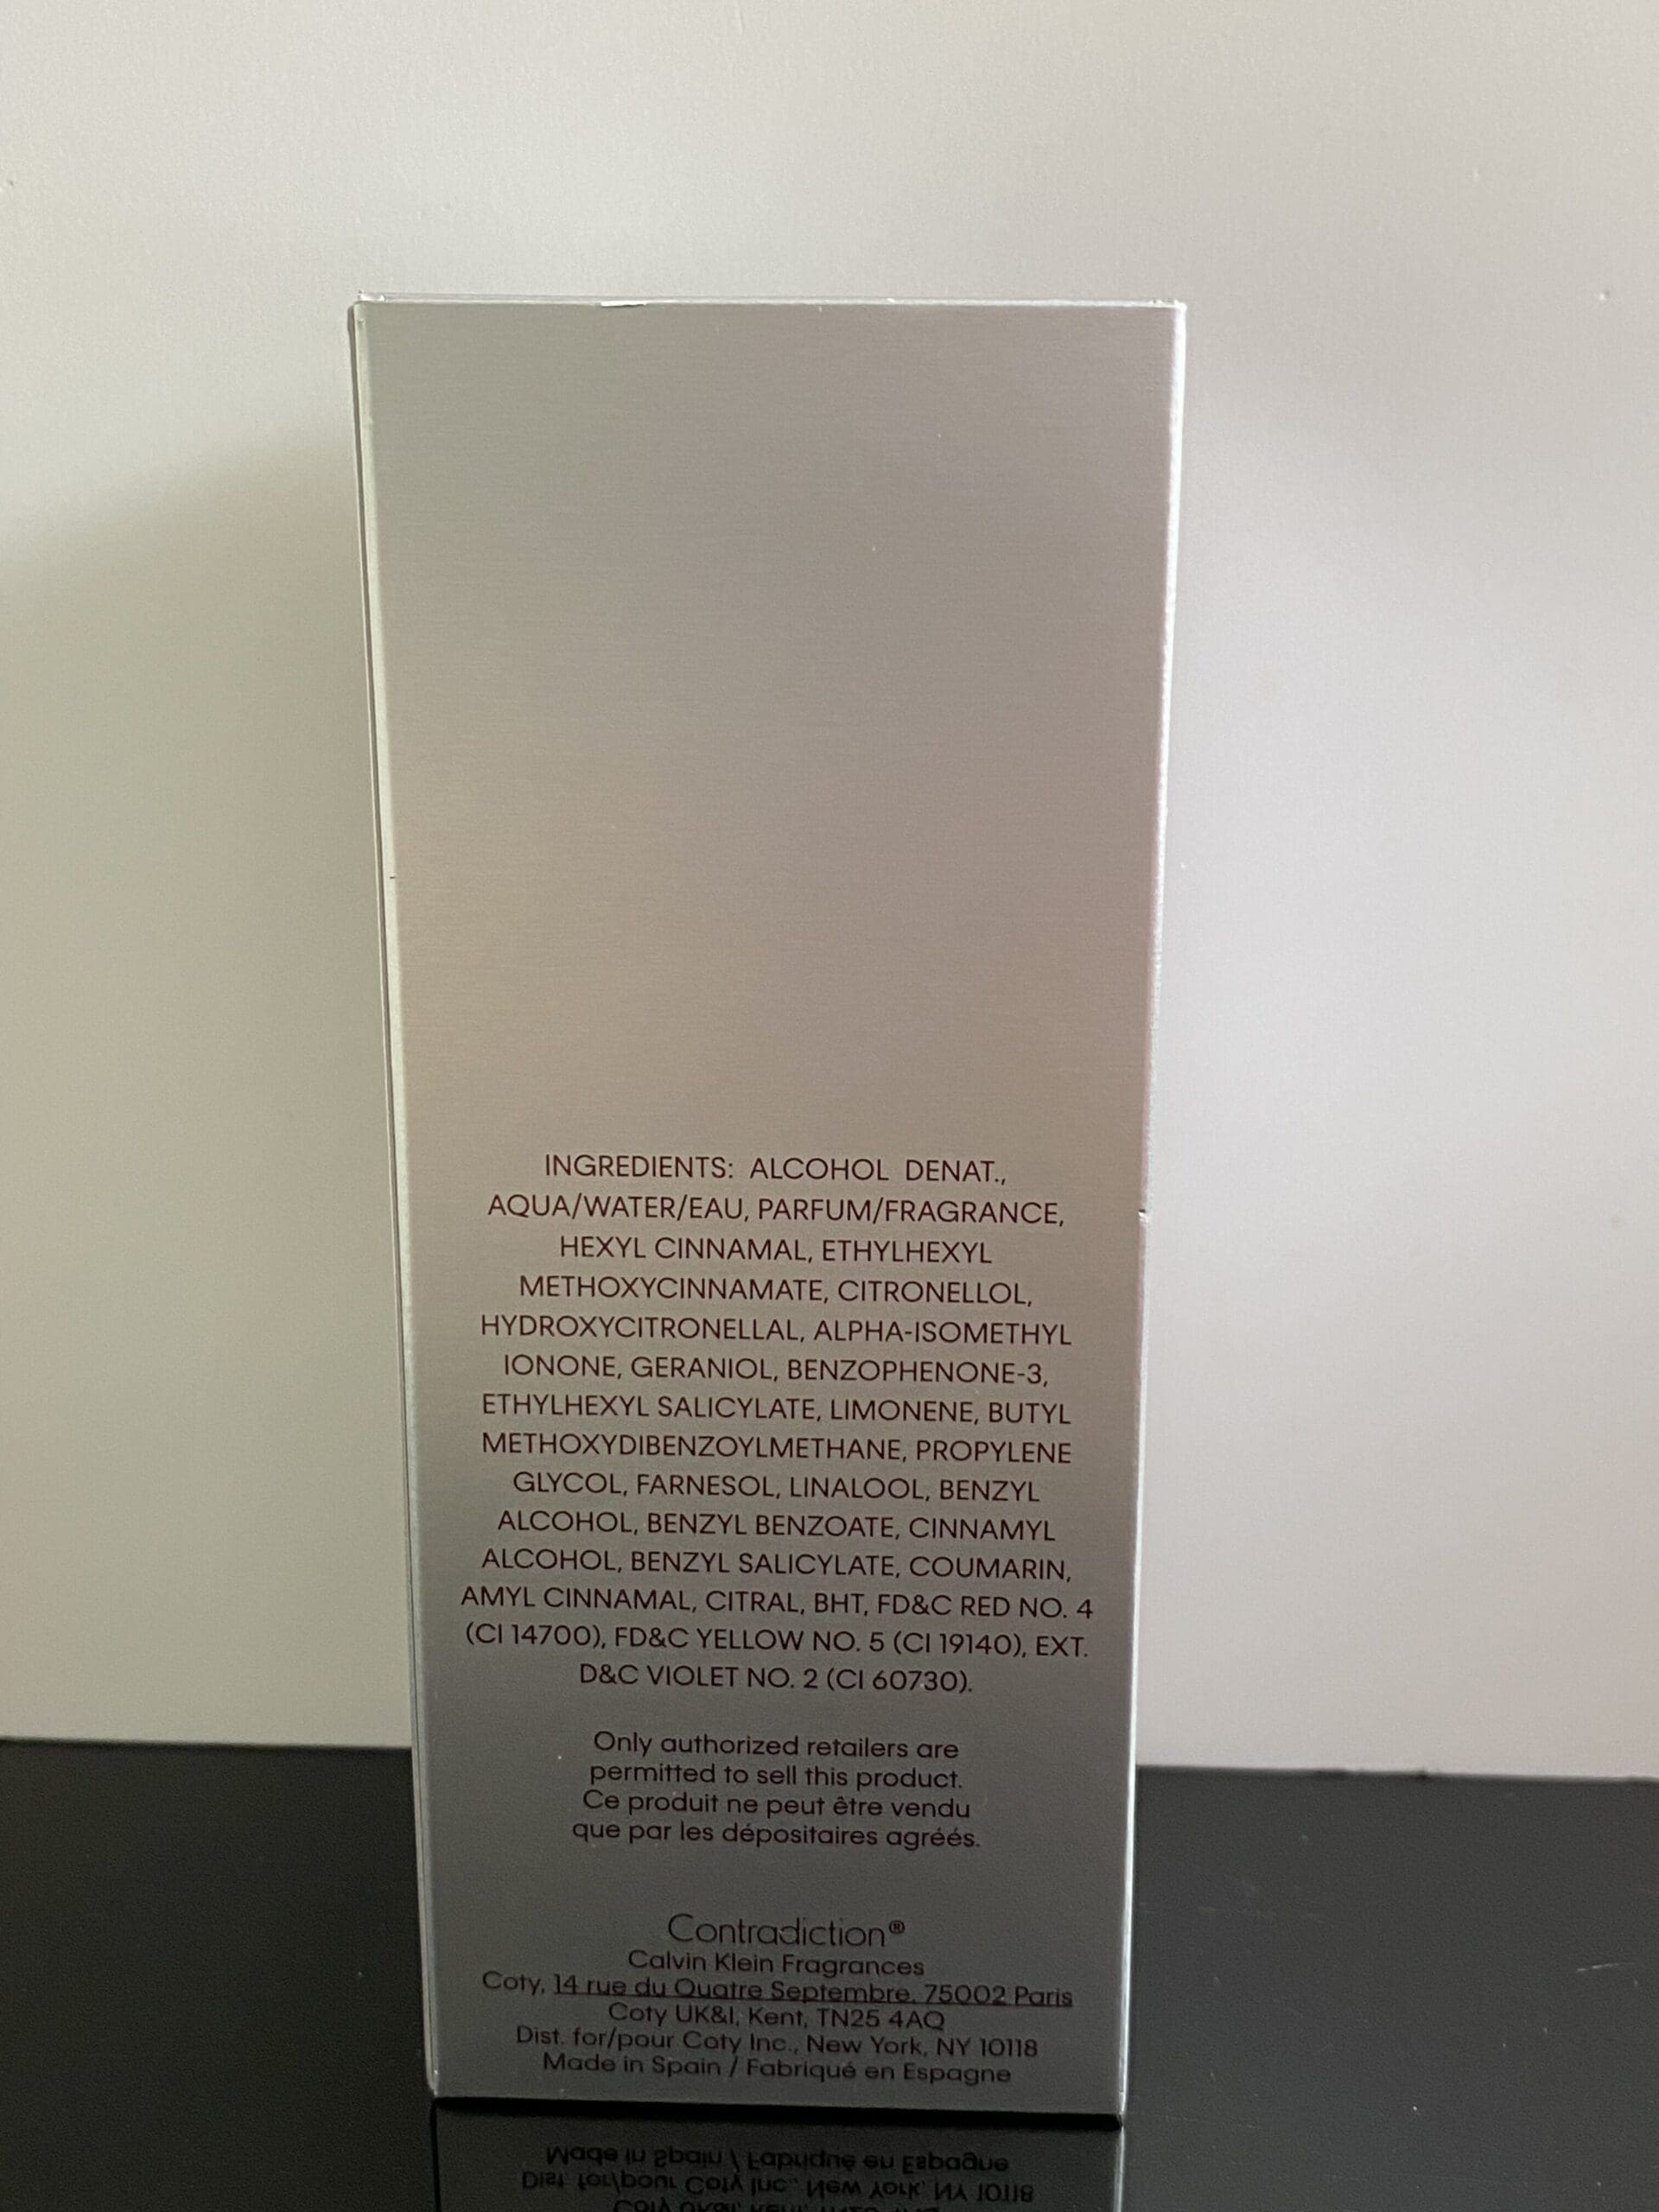 INGREDIENTS: ALCOHOL DENAT.,
AQUA/WATER/EAU, PARFUM/FRAGRANCE,
HEXYL CINNAMAL, ETHYLHEXYL
METHOXYCINNAMATE, CITRONELLOL,
HYDROXYCITRONELLAL, ALPHA-ISOMETHYL
IONONE, GERANIOL, BENZOPHENONE-3,
ETHYLHEXYL SALICYLATE, LIMONENE, BUTYL
METHOXYDIBENZOYLMETHANE, PROPYLENE
GLYCOL, FARNESOL, LINALOOL, BENZYL
ALCOHOL, BENZYL BENZOATE, CINNAMYL
ALCOHOL, BENZYL SALICYLATE, COUMARIN,
AMYL CINNAMAL, CITRAL, BHT, FD&C RED NO. 4
(CI 14700), FD&C YELLOW NO. 5 (CI 19140), EXT.
D&C VIOLET NO. 2 (CI 60730).
Only authorized retailers are
permitted to sell this product.
Ce produit ne peut être vendu
que par les dépositaires agréés.
Contradiction®
Calvin Klein Fragrances
Coty, 14 rue du Quatre Septembre, 75002 Paris
Coty UK&I, Kent, TN25 4AQ
Dist. for/pour Coty Inc., New York, NY 10118
Made in Spain / Fabriqué en Espagne